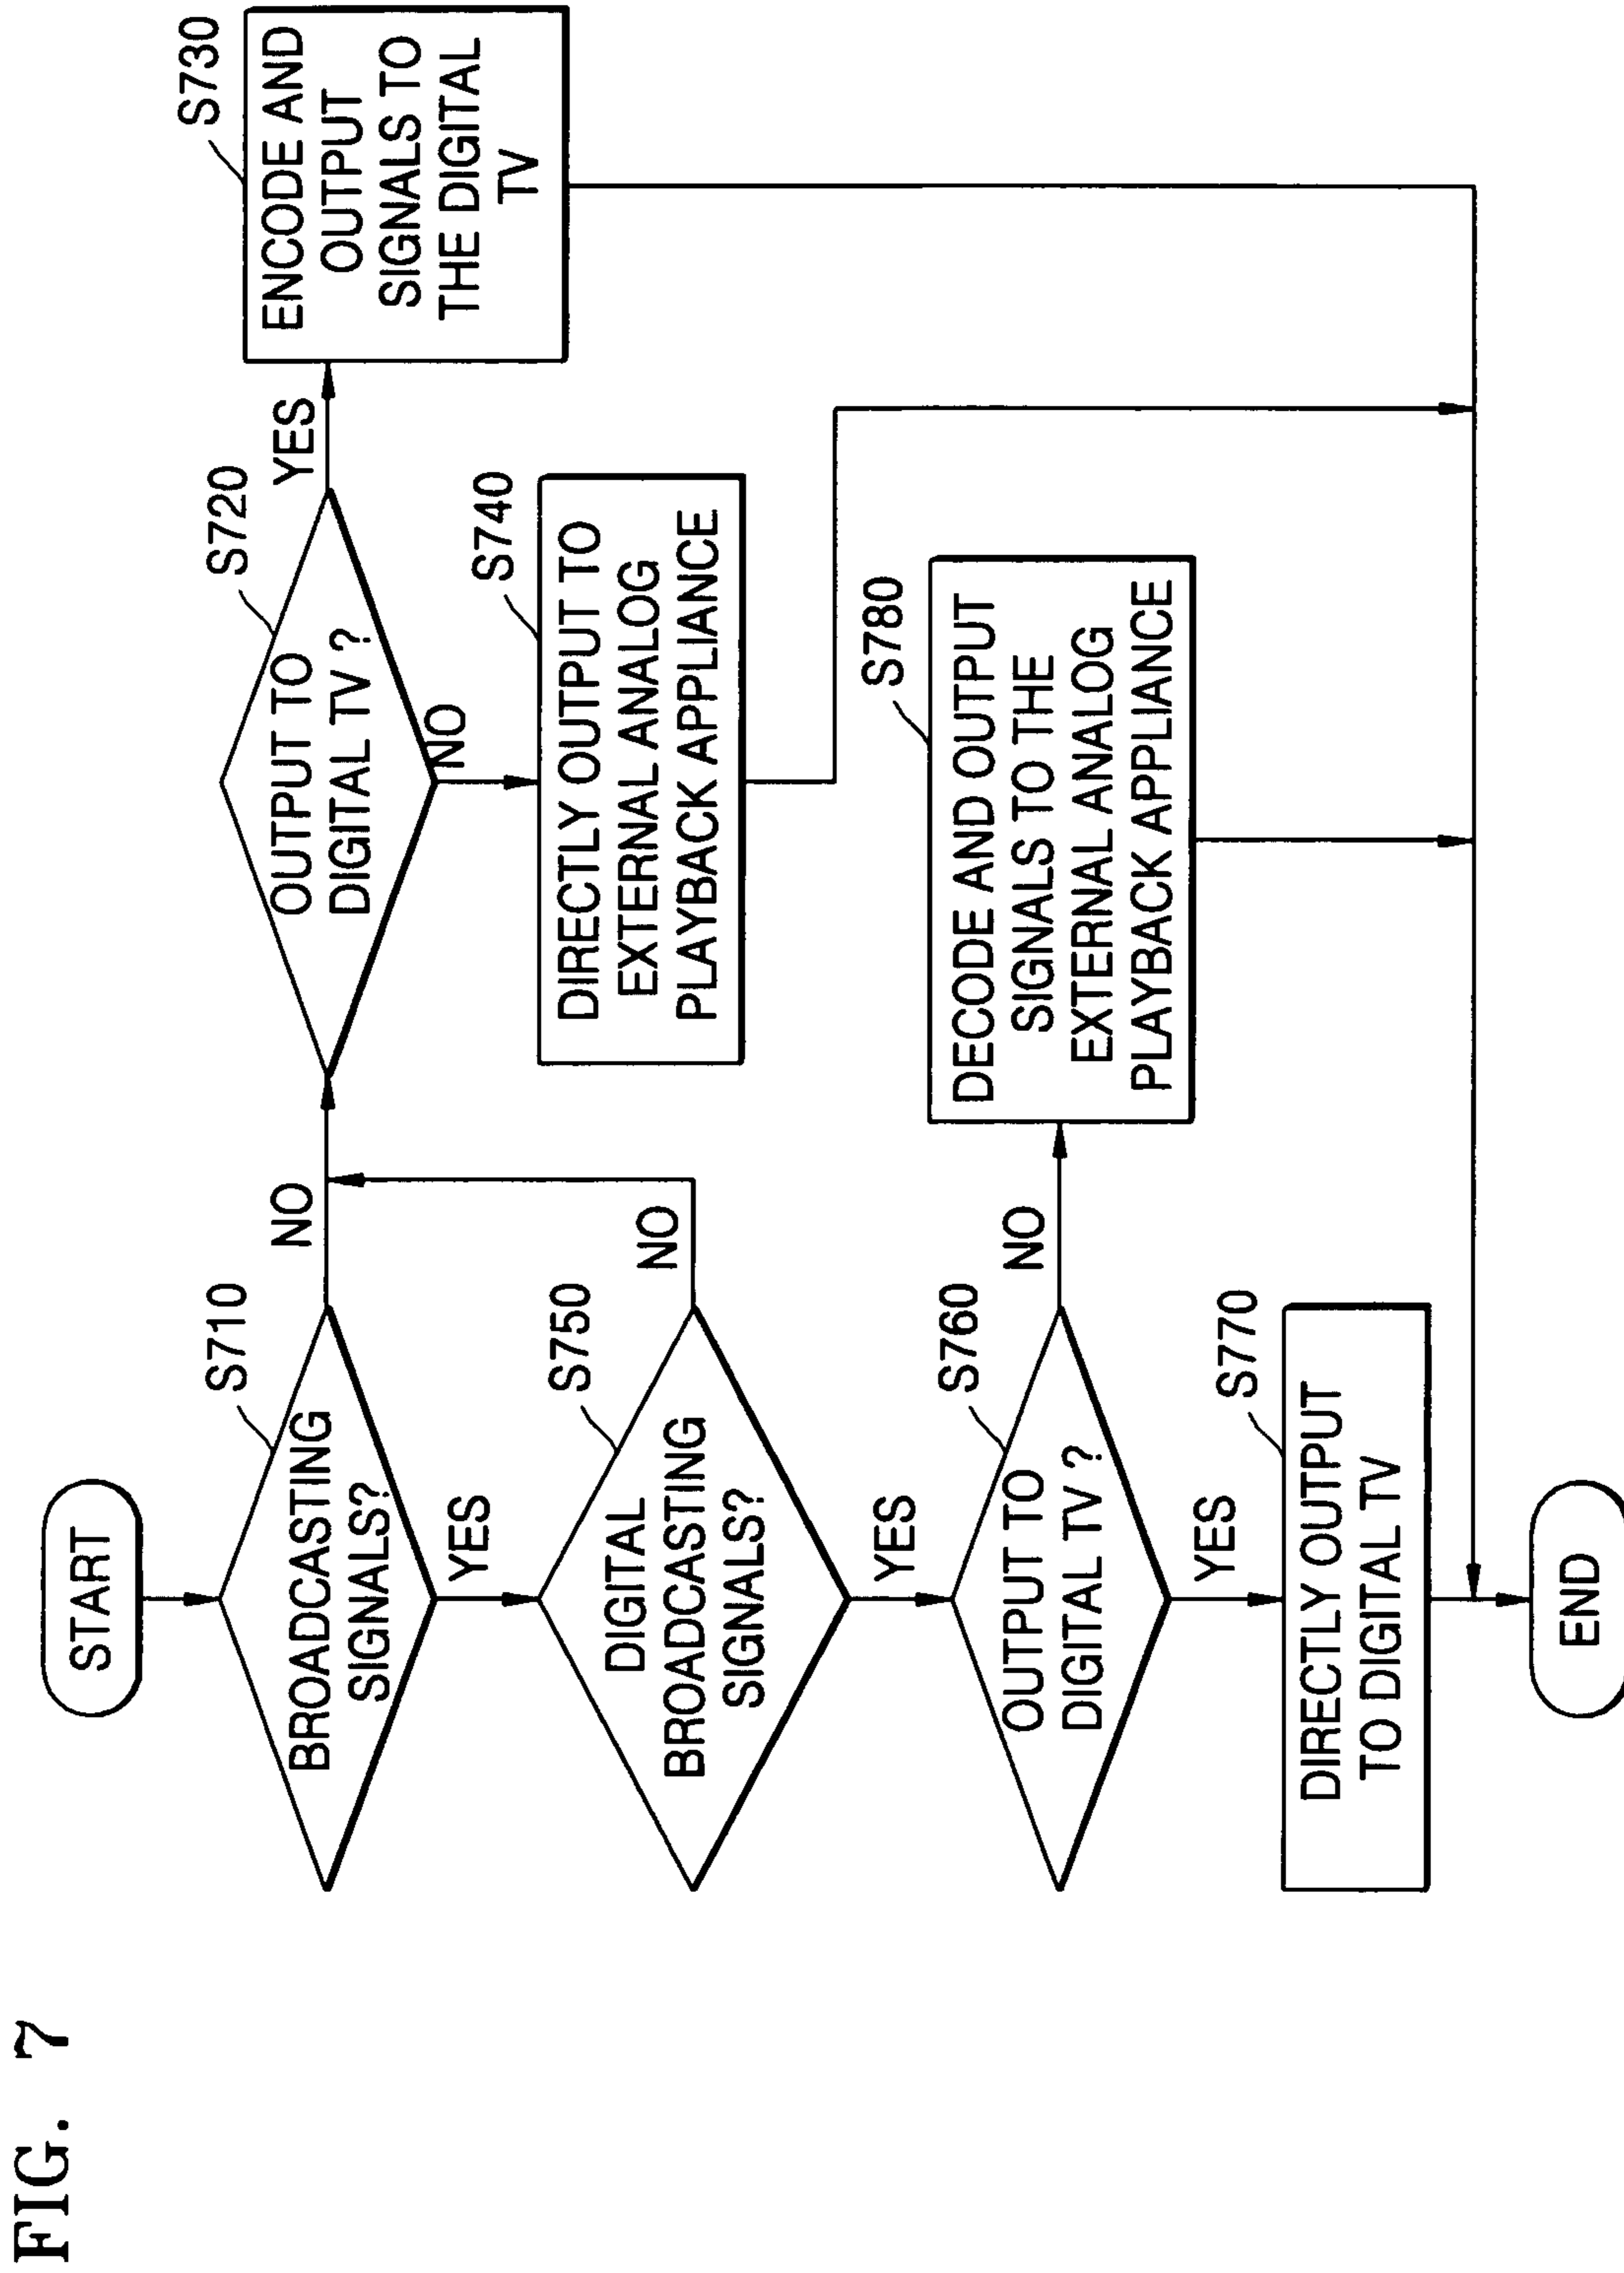 FIG. 7
START
S710
BROADCASTING
SIGNALS?
NO
YES
S720
OUTPUT TO
DIGITAL TV ?
YES
NO
S730
ENCODE AND
OUTPUT
SIGNALS TO
THE DIGITAL
TV
S740
DIRECTLY OUTPUT TO
EXTERNAL ANALOG
PLAYBACK APPLIANCE
S750
DIGITAL
BROADCASTING
SIGNALS?
NO
YES
S760
OUTPUT TO
DIGITAL TV ?
NO
YES
S780
DECODE AND OUTPUT
SIGNALS TO THE
EXTERNAL ANALOG
PLAYBACK APPLIANCE
S770
DIRECTLY OUTPUT
TO DIGITAL TV
END